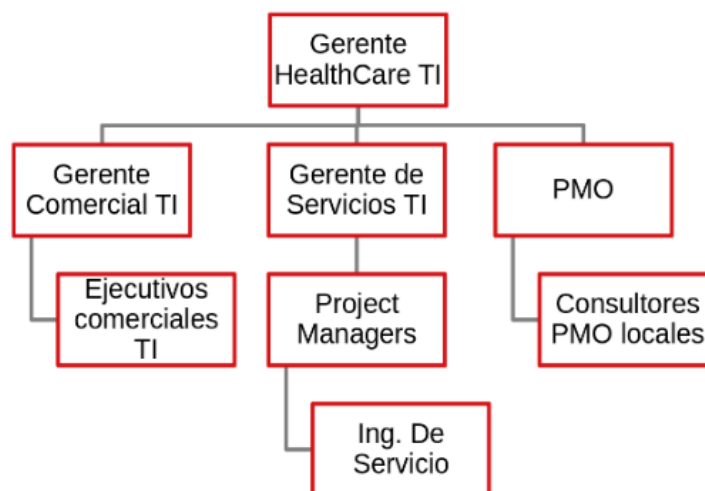 Gerente
HealthCare TI
Gerente
Comercial TI
Gerente de
Servicios TI
PMO
Ejecutivos
comerciales
TI
Project
Managers
Consultores
PMO locales
Ing. De
Servicio